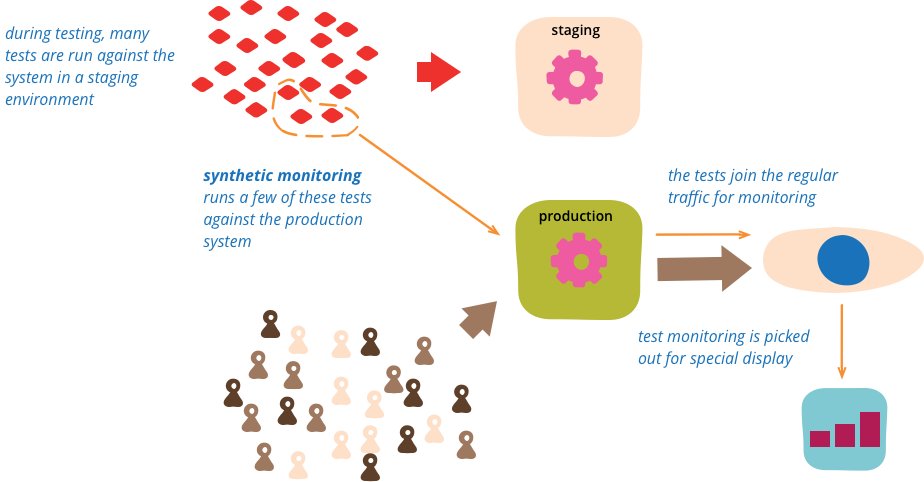 during testing, many
tests are run against the
system in a staging
environment
staging
synthetic monitoring
runs a few of these tests
against the production
system
production
the tests join the regular
traffic for monitoring
test monitoring is picked
out for special display